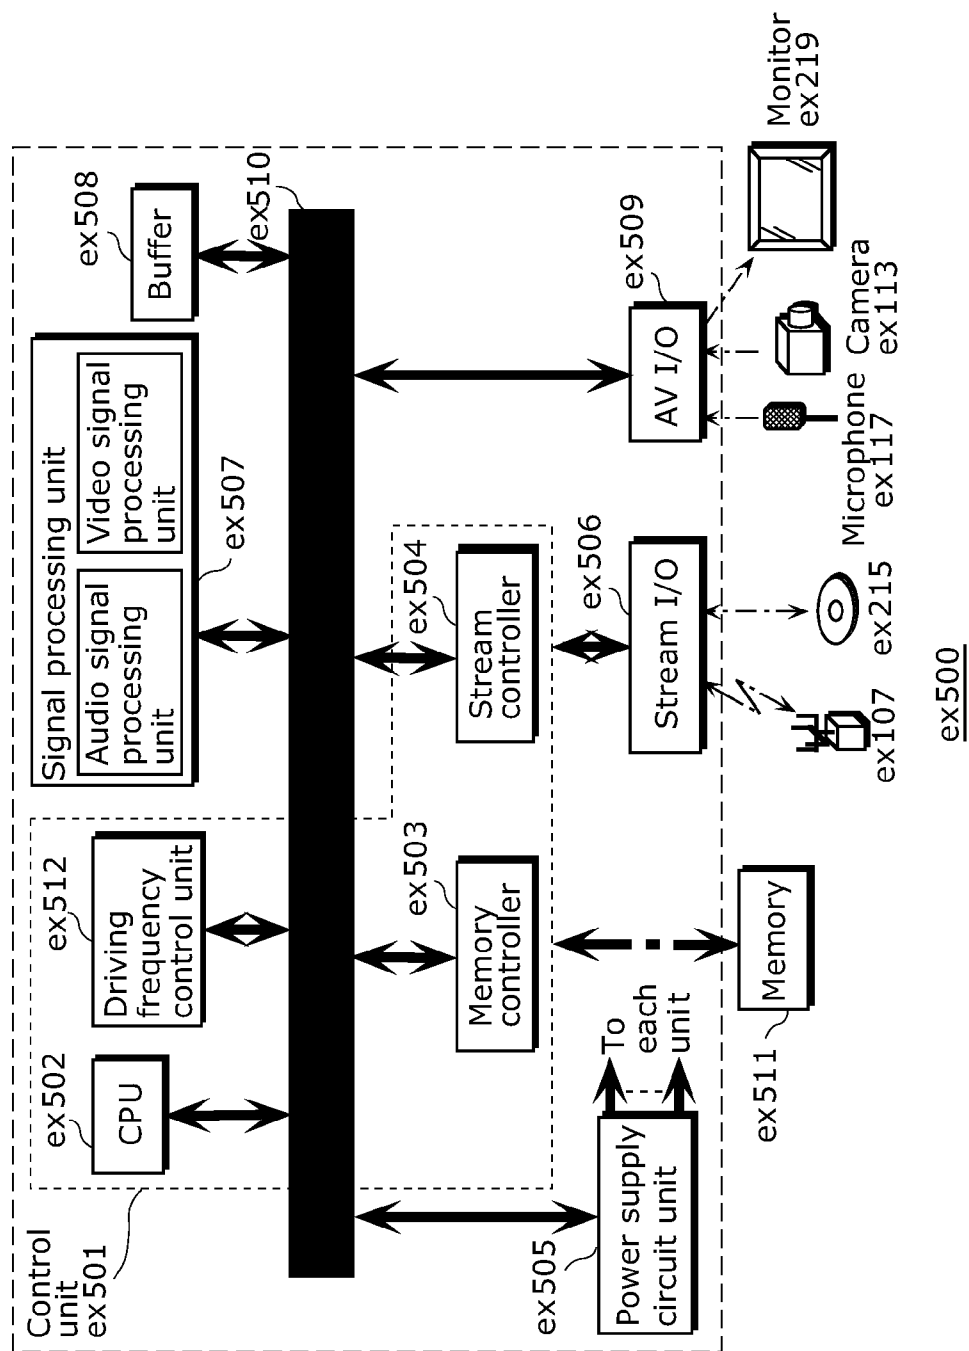 Control
unit
ex501
ex502
CPU
ex512
Driving
frequency
control unit
Signal processing unit
Audio signal
processing
unit
Video signal
processing
unit
ex507
ex508
Buffer
ex510
ex503
Memory
controller
ex504
Stream
controller
ex505
Power supply
circuit unit
To
each
unit
ex506
Stream I/O
ex509
AV I/O
ex511
Memory
ex107
ex215
Microphone
ex117
Camera
ex113
Monitor
ex219
ex500